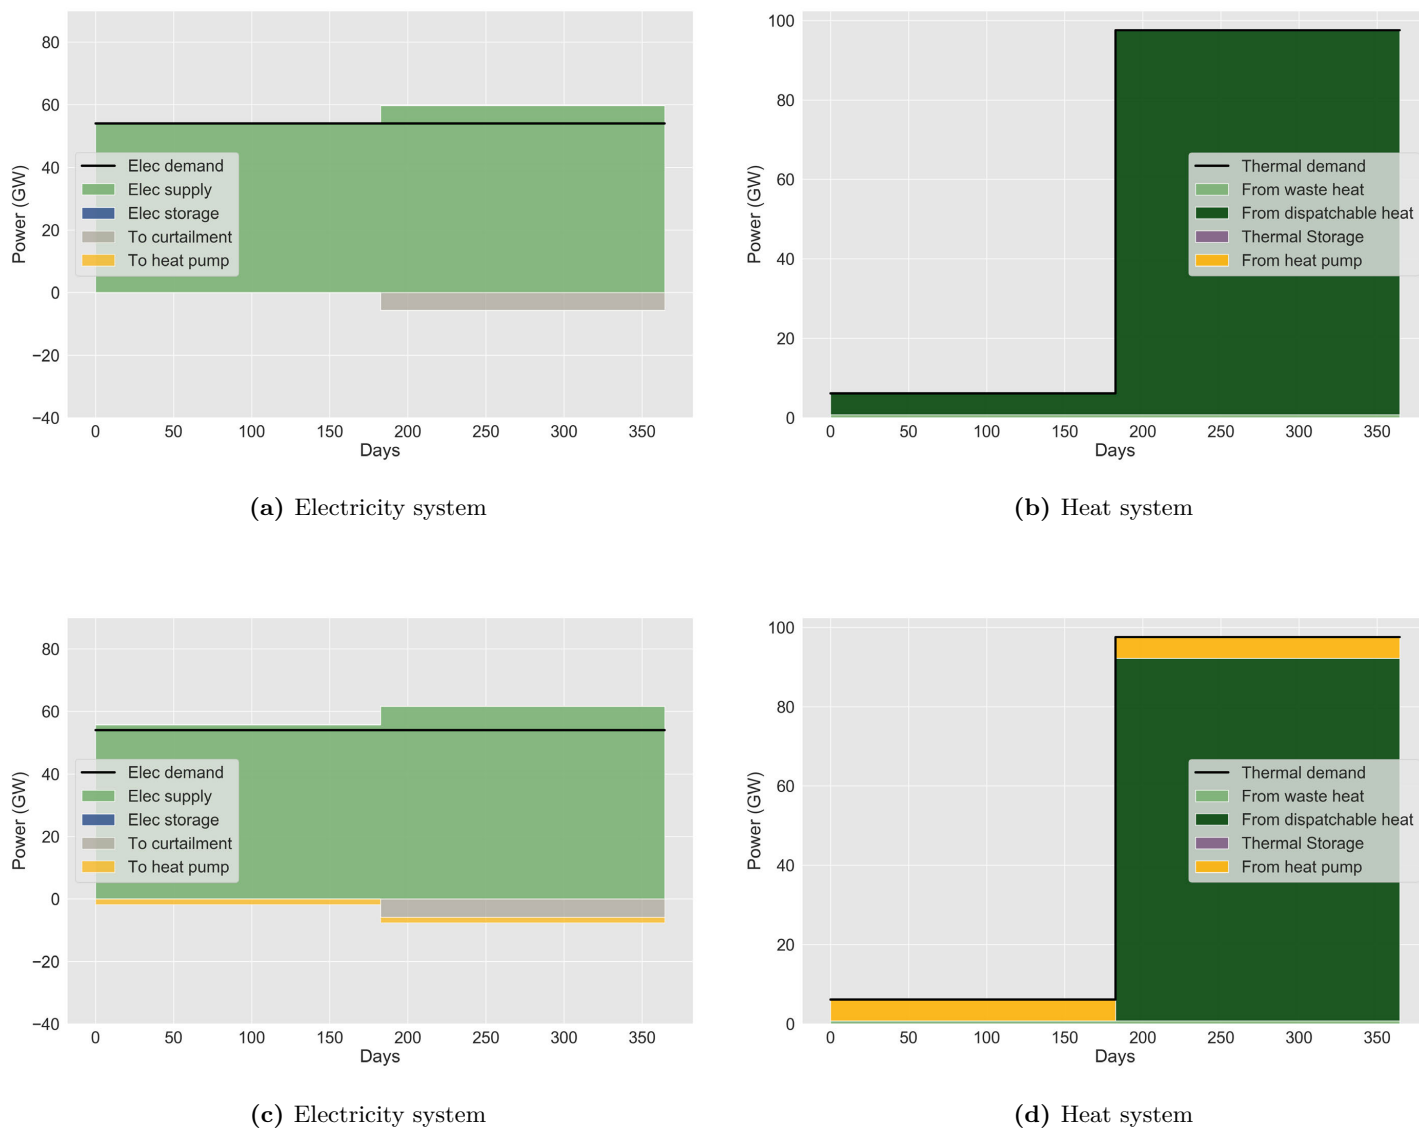 80
60
40
20
0
−20
−40
Power (GW)
Elec demand
Elec supply
Elec storage
To curtailment
To heat pump
0 50 100 150 200 250 300 350
Days
(a) Electricity system
100
80
60
40
20
0
Power (GW)
Thermal demand
From waste heat
From dispatchable heat
Thermal Storage
From heat pump
0 50 100 150 200 250 300 350
Days
(b) Heat system
80
60
40
20
0
−20
−40
Power (GW)
Elec demand
Elec supply
Elec storage
To curtailment
To heat pump
0 50 100 150 200 250 300 350
Days
(c) Electricity system
100
80
60
40
20
0
Power (GW)
Thermal demand
From waste heat
From dispatchable heat
Thermal Storage
From heat pump
0 50 100 150 200 250 300 350
Days
(d) Heat system